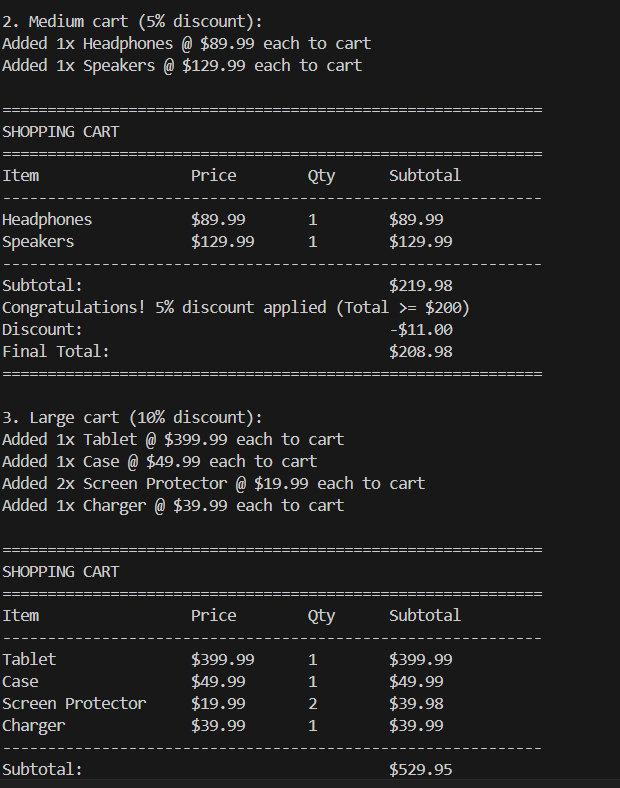 2. Medium cart (5% discount):
Added 1x Headphones @ $89.99 each to cart
Added 1x Speakers @ $129.99 each to cart
============================================================
SHOPPING CART
============================================================
Item Price Qty Subtotal
------------------------------------------------------------
Headphones $89.99 1 $89.99
Speakers $129.99 1 $129.99
------------------------------------------------------------
Subtotal: $219.98
Congratulations! 5% discount applied (Total >= $200)
Discount: -$11.00
Final Total: $208.98
============================================================
3. Large cart (10% discount):
Added 1x Tablet @ $399.99 each to cart
Added 1x Case @ $49.99 each to cart
Added 2x Screen Protector @ $19.99 each to cart
Added 1x Charger @ $39.99 each to cart
============================================================
SHOPPING CART
============================================================
Item Price Qty Subtotal
------------------------------------------------------------
Tablet $399.99 1 $399.99
Case $49.99 1 $49.99
Screen Protector $19.99 2 $39.98
Charger $39.99 1 $39.99
------------------------------------------------------------
Subtotal: $529.95